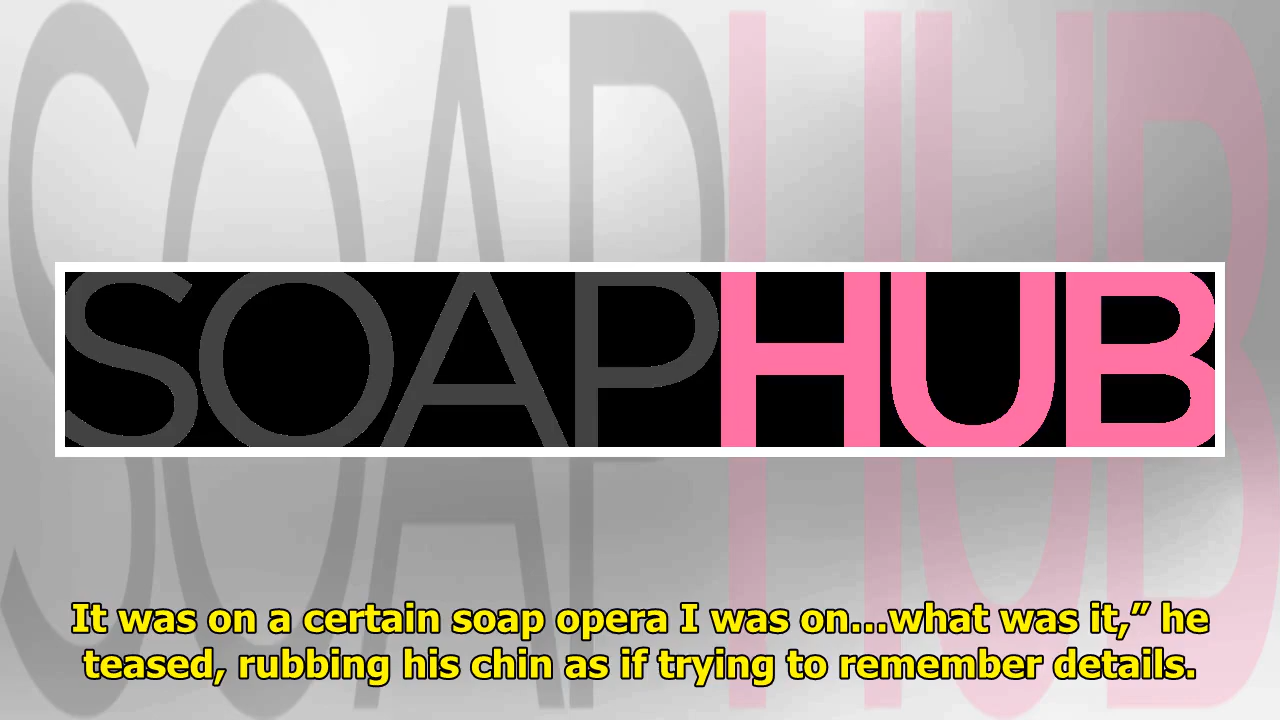 SOAPHUB
It was on a certain soap opera I was on...what was it,” he
teased, rubbing his chin as if trying to remember details.